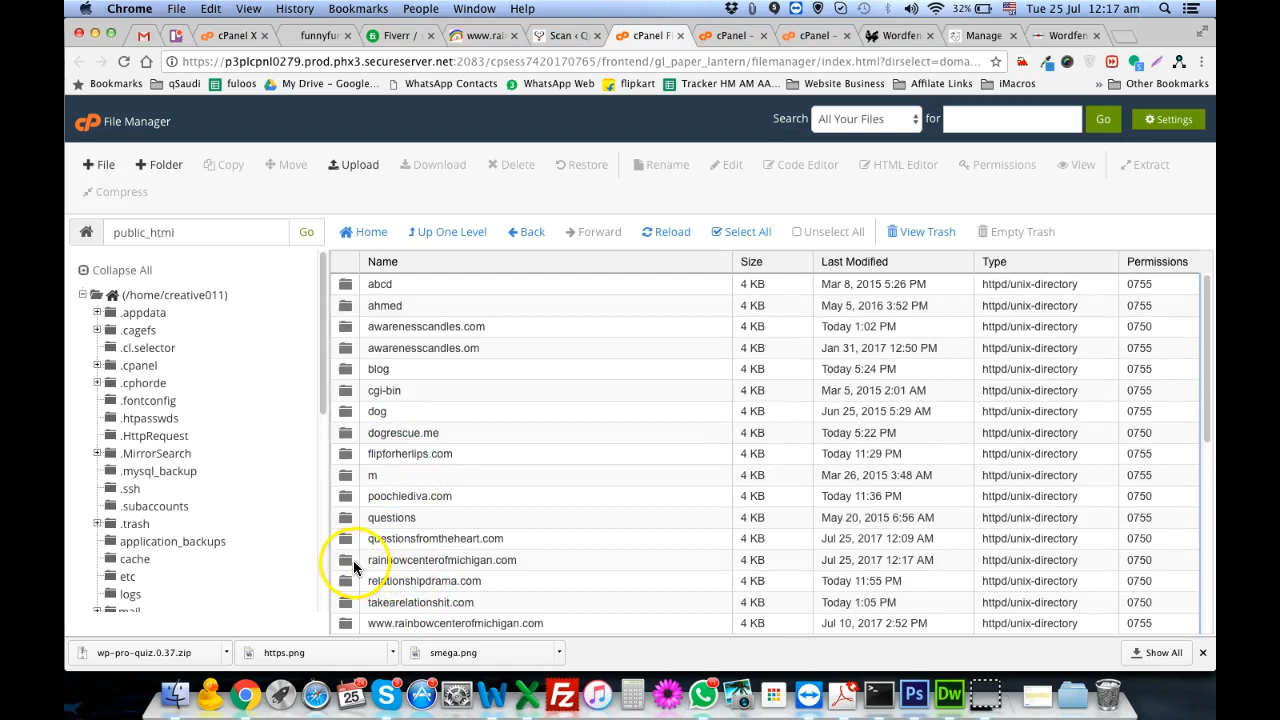 Chrome File Edit View History Bookmarks People Window Help 32% Tue 25 Jul 12:17 am
cPanel X funnyfur Fiverr / www.rai Scan ‹ Q cPanel F cPanel – cPanel – Wordfen Manage Wordfen
https://p3plcpnl0279.prod.phx3.secureserver.net:2083/cpsess7420170765/frontend/gl_paper_lantern/filemanager/index.html?dirselect=doma...
Bookmarks qSaudi fuloos My Drive – Google... WhatsApp Contacts WhatsApp Web flipkart Tracker HM AM AA... Website Business Affilate Links iMacros » Other Bookmarks
cP File Manager Search All Your Files for Go Settings
File Folder Copy Move Upload Download Delete Restore Rename Edit Code Editor HTML Editor Permissions View Extract
Compress
public_html Go Home Up One Level Back Forward Reload Select All Unselect All View Trash Empty Trash
Collapse All
(/home/creative011)
.appdata
.cagefs
.cl.selector
.cpanel
.cphorde
.fontconfig
.htpasswds
.HttpRequest
.MirrorSearch
.mysql_backup
.ssh
.subaccounts
.trash
application_backups
cache
etc
logs
mail
Name Size Last Modified Type Permissions
abcd 4 KB Mar 8, 2015 5:26 PM httpd/unix-directory 0755
ahmed 4 KB May 5, 2016 3:52 PM httpd/unix-directory 0755
awarenesscandles.com 4 KB Today 1:02 PM httpd/unix-directory 0750
awarenesscandles.om 4 KB Jan 31, 2017 12:50 PM httpd/unix-directory 0755
blog 4 KB Today 5:24 PM httpd/unix-directory 0755
cgi-bin 4 KB Mar 5, 2015 2:01 AM httpd/unix-directory 0755
dog 4 KB Jun 25, 2015 5:29 AM httpd/unix-directory 0755
dogrescue.me 4 KB Today 5:22 PM httpd/unix-directory 0750
flipforherlips.com 4 KB Today 11:29 PM httpd/unix-directory 0750
m 4 KB Mar 26, 2015 3:48 AM httpd/unix-directory 0755
poochiediva.com 4 KB Today 11:36 PM httpd/unix-directory 0750
questions 4 KB May 20, 2015 6:56 AM httpd/unix-directory 0755
questionsfromtheheart.com 4 KB Jul 25, 2017 12:09 AM httpd/unix-directory 0750
rainbowcenterofmichigan.com 4 KB Jul 25, 2017 12:17 AM httpd/unix-directory 0750
relationshipdrama.com 4 KB Today 11:55 PM httpd/unix-directory 0750
takearelationshit.com 4 KB Today 1:05 PM httpd/unix-directory 0750
www.rainbowcenterofmichigan.com 4 KB Jul 10, 2017 2:52 PM httpd/unix-directory 0755
wp-pro-quiz.0.37.zip https.png smega.png Show All